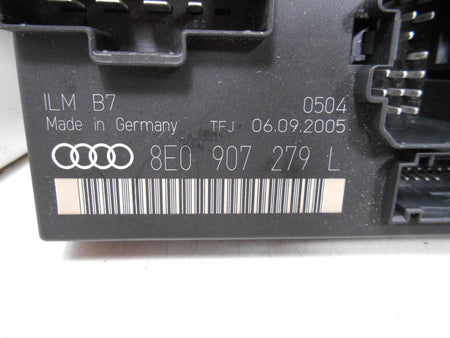 ILM B7 0504
Made in Germany TFJ 06.09.2005
8E0 907 279 L